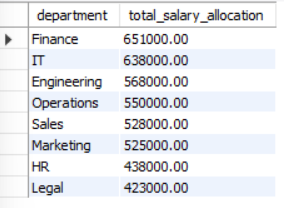 department total_salary_allocation
Finance 651000.00
IT 638000.00
Engineering 568000.00
Operations 550000.00
Sales 528000.00
Marketing 525000.00
HR 438000.00
Legal 423000.00